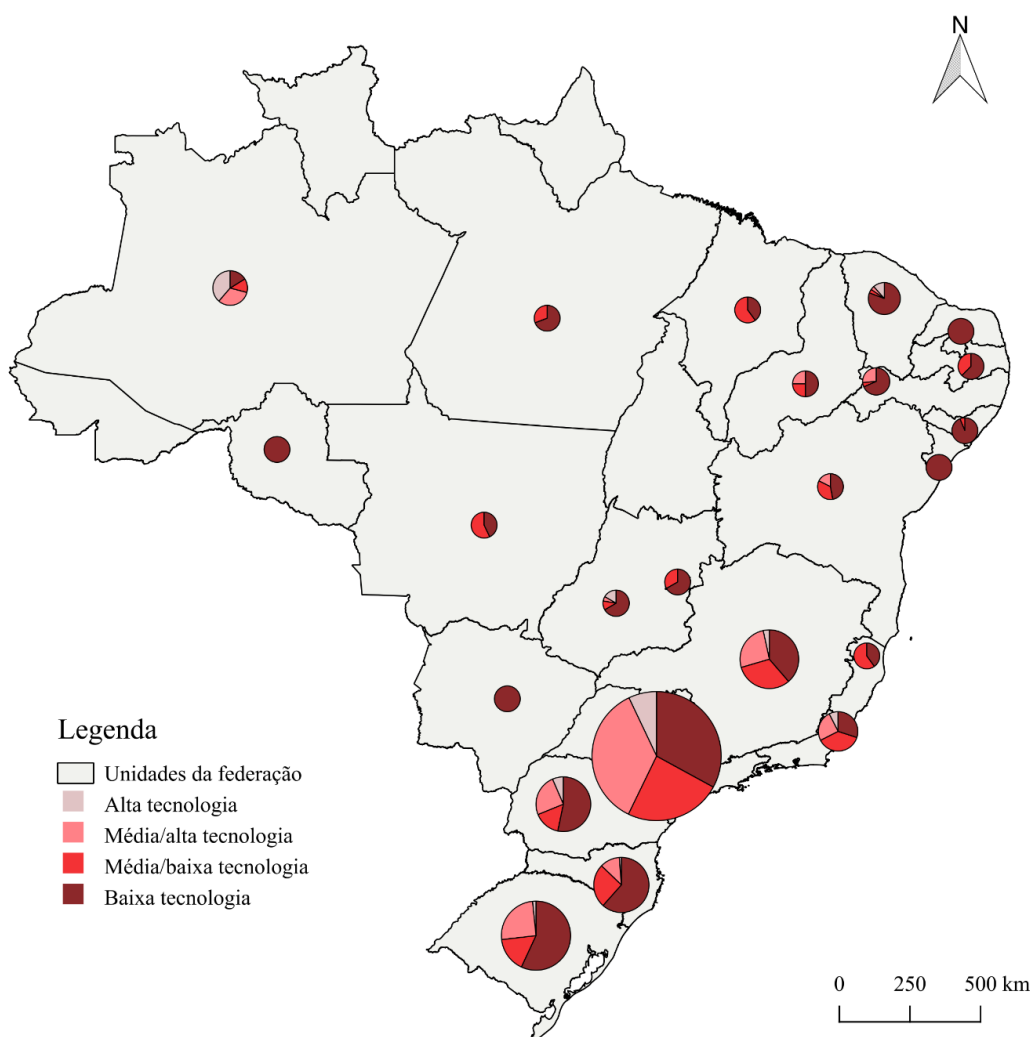 N
Legenda
Unidades da federação
Alta tecnologia
Média/alta tecnologia
Média/baixa tecnologia
Baixa tecnologia
0 250 500 km